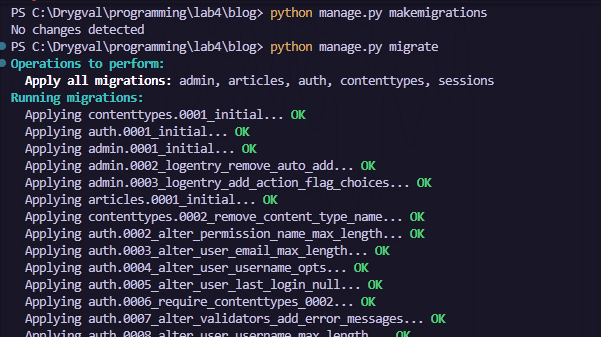 PS C:\Drygval\programming\lab4\blog> python manage.py makemigrations
No changes detected
PS C:\Drygval\programming\lab4\blog> python manage.py migrate
Operations to perform:
  Apply all migrations: admin, articles, auth, contenttypes, sessions
Running migrations:
  Applying contenttypes.0001_initial... OK
  Applying auth.0001_initial... OK
  Applying admin.0001_initial... OK
  Applying admin.0002_logentry_remove_auto_add... OK
  Applying admin.0003_logentry_add_action_flag_choices... OK
  Applying articles.0001_initial... OK
  Applying contenttypes.0002_remove_content_type_name... OK
  Applying auth.0002_alter_permission_name_max_length... OK
  Applying auth.0003_alter_user_email_max_length... OK
  Applying auth.0004_alter_user_username_opts... OK
  Applying auth.0005_alter_user_last_login_null... OK
  Applying auth.0006_require_contenttypes_0002... OK
  Applying auth.0007_alter_validators_add_error_messages... OK
  Applying auth.0008_alter_user_username_max_length... OK